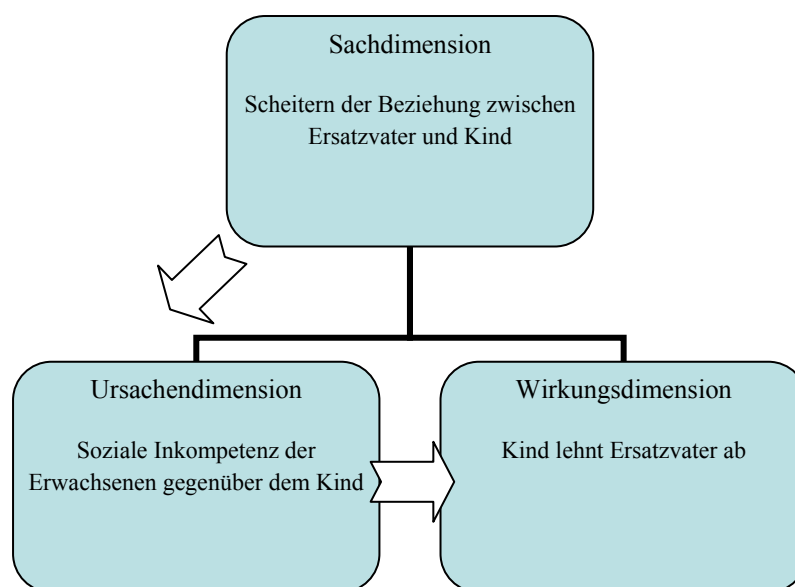 Sachdimension
Scheitern der Beziehung zwischen
Ersatzvater und Kind
Ursachendimension
Soziale Inkompetenz der
Erwachsenen gegenüber dem Kind
Wirkungsdimension
Kind lehnt Ersatzvater ab